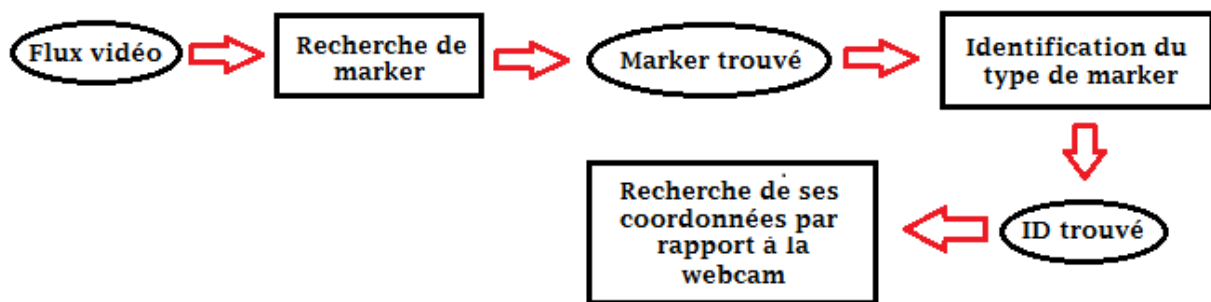 Flux vidéo
Recherche de
marker
Marker trouvé
Identification du
type de marker
ID trouvé
Recherche de ses
coordonnées par
rapport à la
webcam